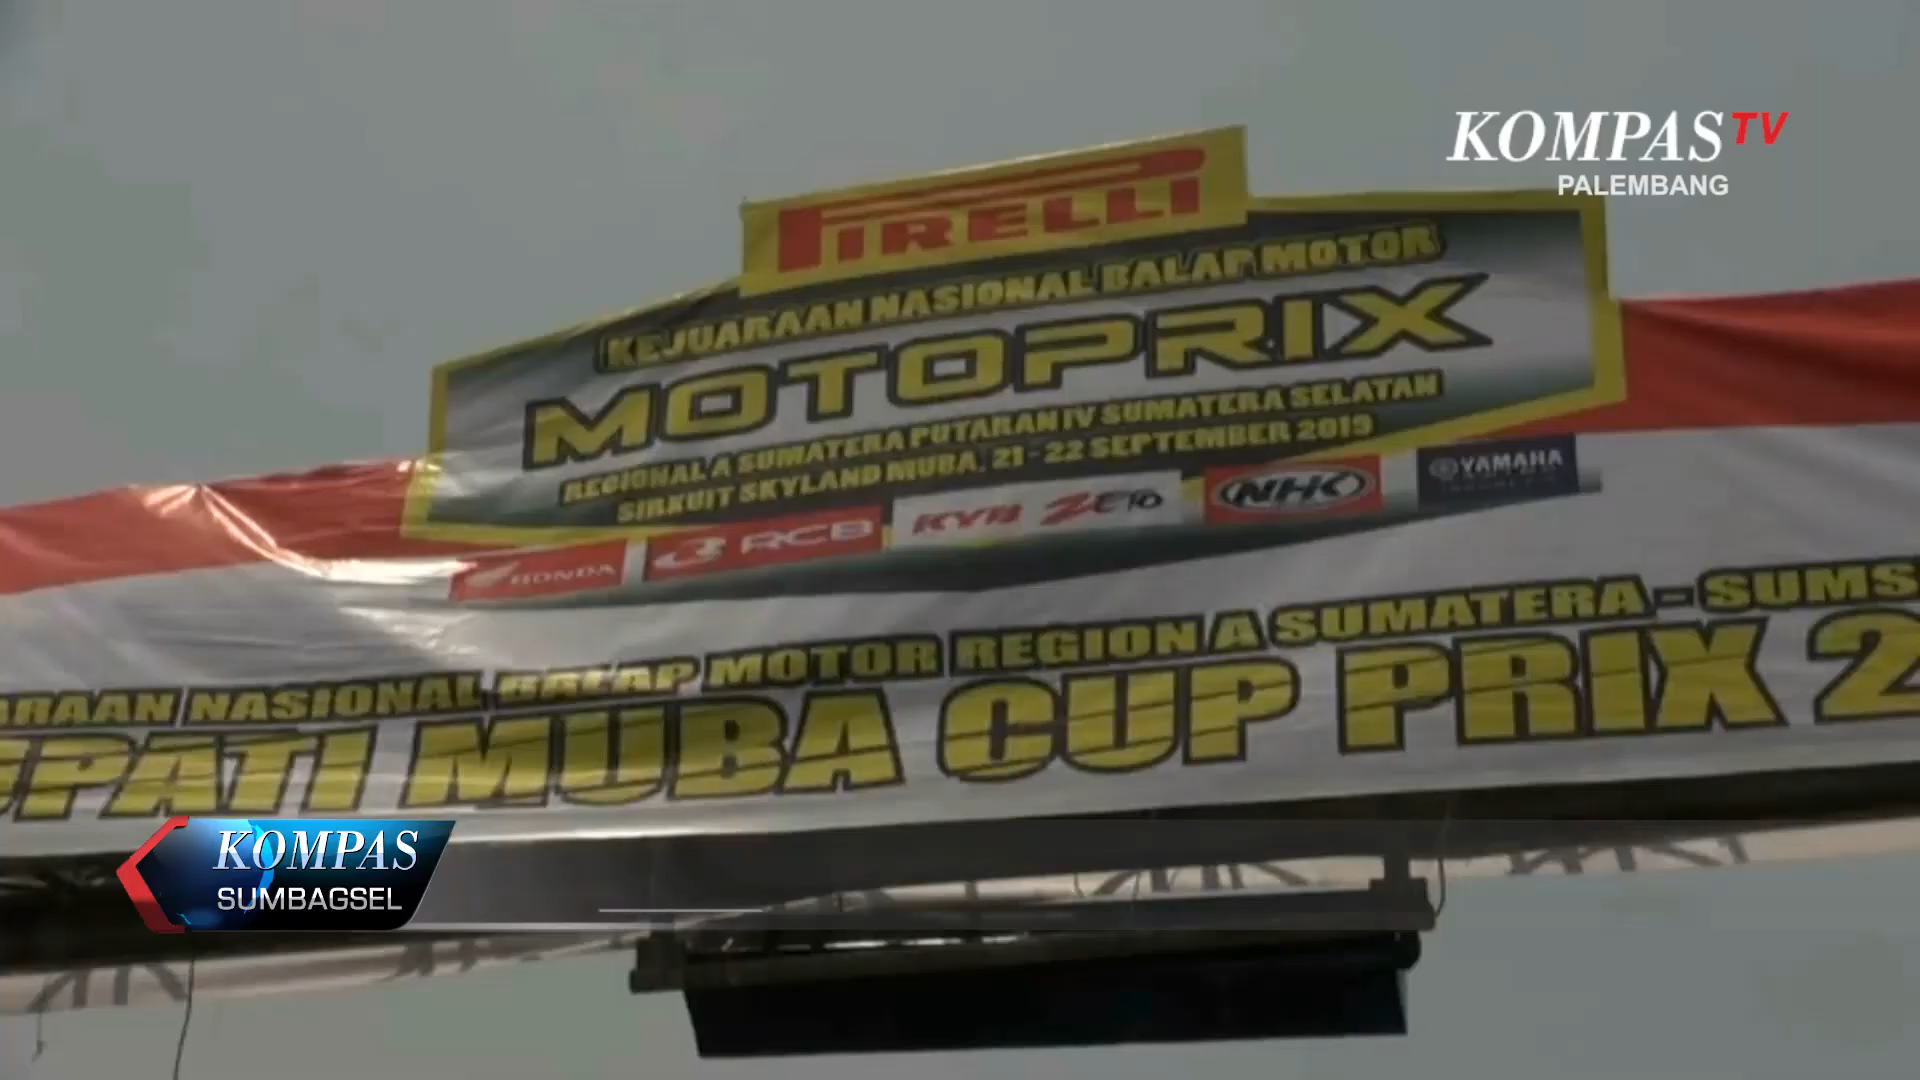 KOMPAS TV
PALEMBANG
PIRELLI
KEJUARAAN NASIONAL BALAP MOTOR
MOTOPRIX
REGIONAL A SUMATERA PUTARAN IV SUMATERA SELATAN
SIRKUIT SKYLAND MUBA, 21 - 22 SEPTEMBER 2019
HONDA RCB KYB ZETO NHK YAMAHA
ARAAN NASIONAL BALAP MOTOR REGION A SUMATERA - SUMS
UPATI MUBA CUP PRIX 2
KOMPAS
SUMBAGSEL